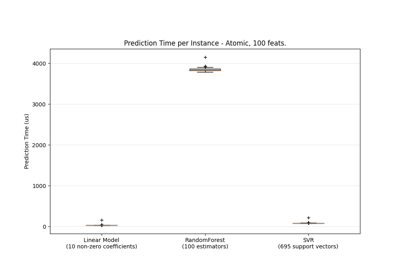 Prediction Time per Instance - Atomic, 100 feats.
Prediction Time (us)
4000
3000
2000
1000
0
Linear Model
(10 non-zero coefficients)
RandomForest
(100 estimators)
SVR
(695 support vectors)